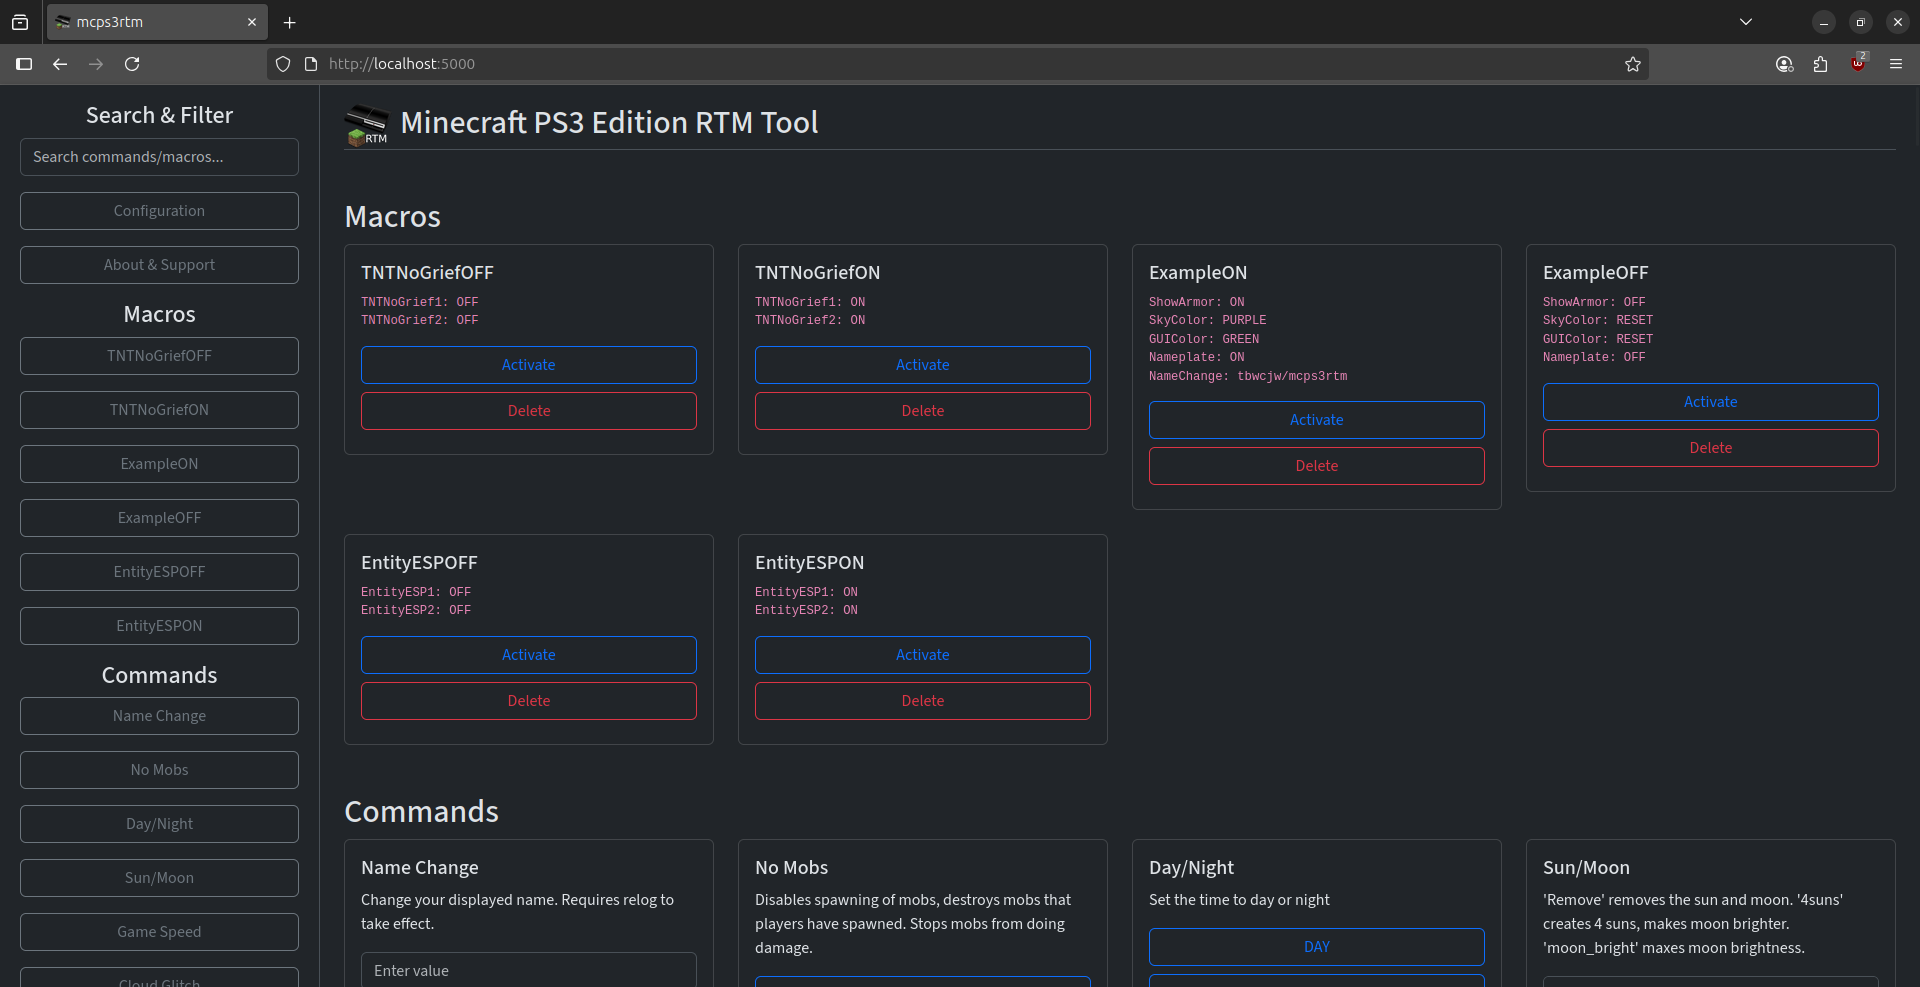 mcps3rtm
http://localhost:5000
2
Search & Filter
Search commands/macros...
Configuration
About & Support
Macros
TNTNoGriefOFF
TNTNoGriefON
ExampleON
ExampleOFF
EntityESPOFF
EntityESPON
Commands
Name Change
No Mobs
Day/Night
Sun/Moon
Game Speed
Cloud Glitch
RTM
Minecraft PS3 Edition RTM Tool
Macros
TNTNoGriefOFF
TNTNoGrief1: OFF
TNTNoGrief2: OFF
Activate
Delete
TNTNoGriefON
TNTNoGrief1: ON
TNTNoGrief2: ON
Activate
Delete
ExampleON
ShowArmor: ON
SkyColor: PURPLE
GUIColor: GREEN
Nameplate: ON
NameChange: tbwcjw/mcps3rtm
Activate
Delete
ExampleOFF
ShowArmor: OFF
SkyColor: RESET
GUIColor: RESET
Nameplate: OFF
Activate
Delete
EntityESPOFF
EntityESP1: OFF
EntityESP2: OFF
Activate
Delete
EntityESPON
EntityESP1: ON
EntityESP2: ON
Activate
Delete
Commands
Name Change
Change your displayed name. Requires relog to
take effect.
Enter value
No Mobs
Disables spawning of mobs, destroys mobs that
players have spawned. Stops mobs from doing
damage.
Day/Night
Set the time to day or night
DAY
Sun/Moon
'Remove' removes the sun and moon. '4suns'
creates 4 suns, makes moon brighter.
'moon_bright' maxes moon brightness.